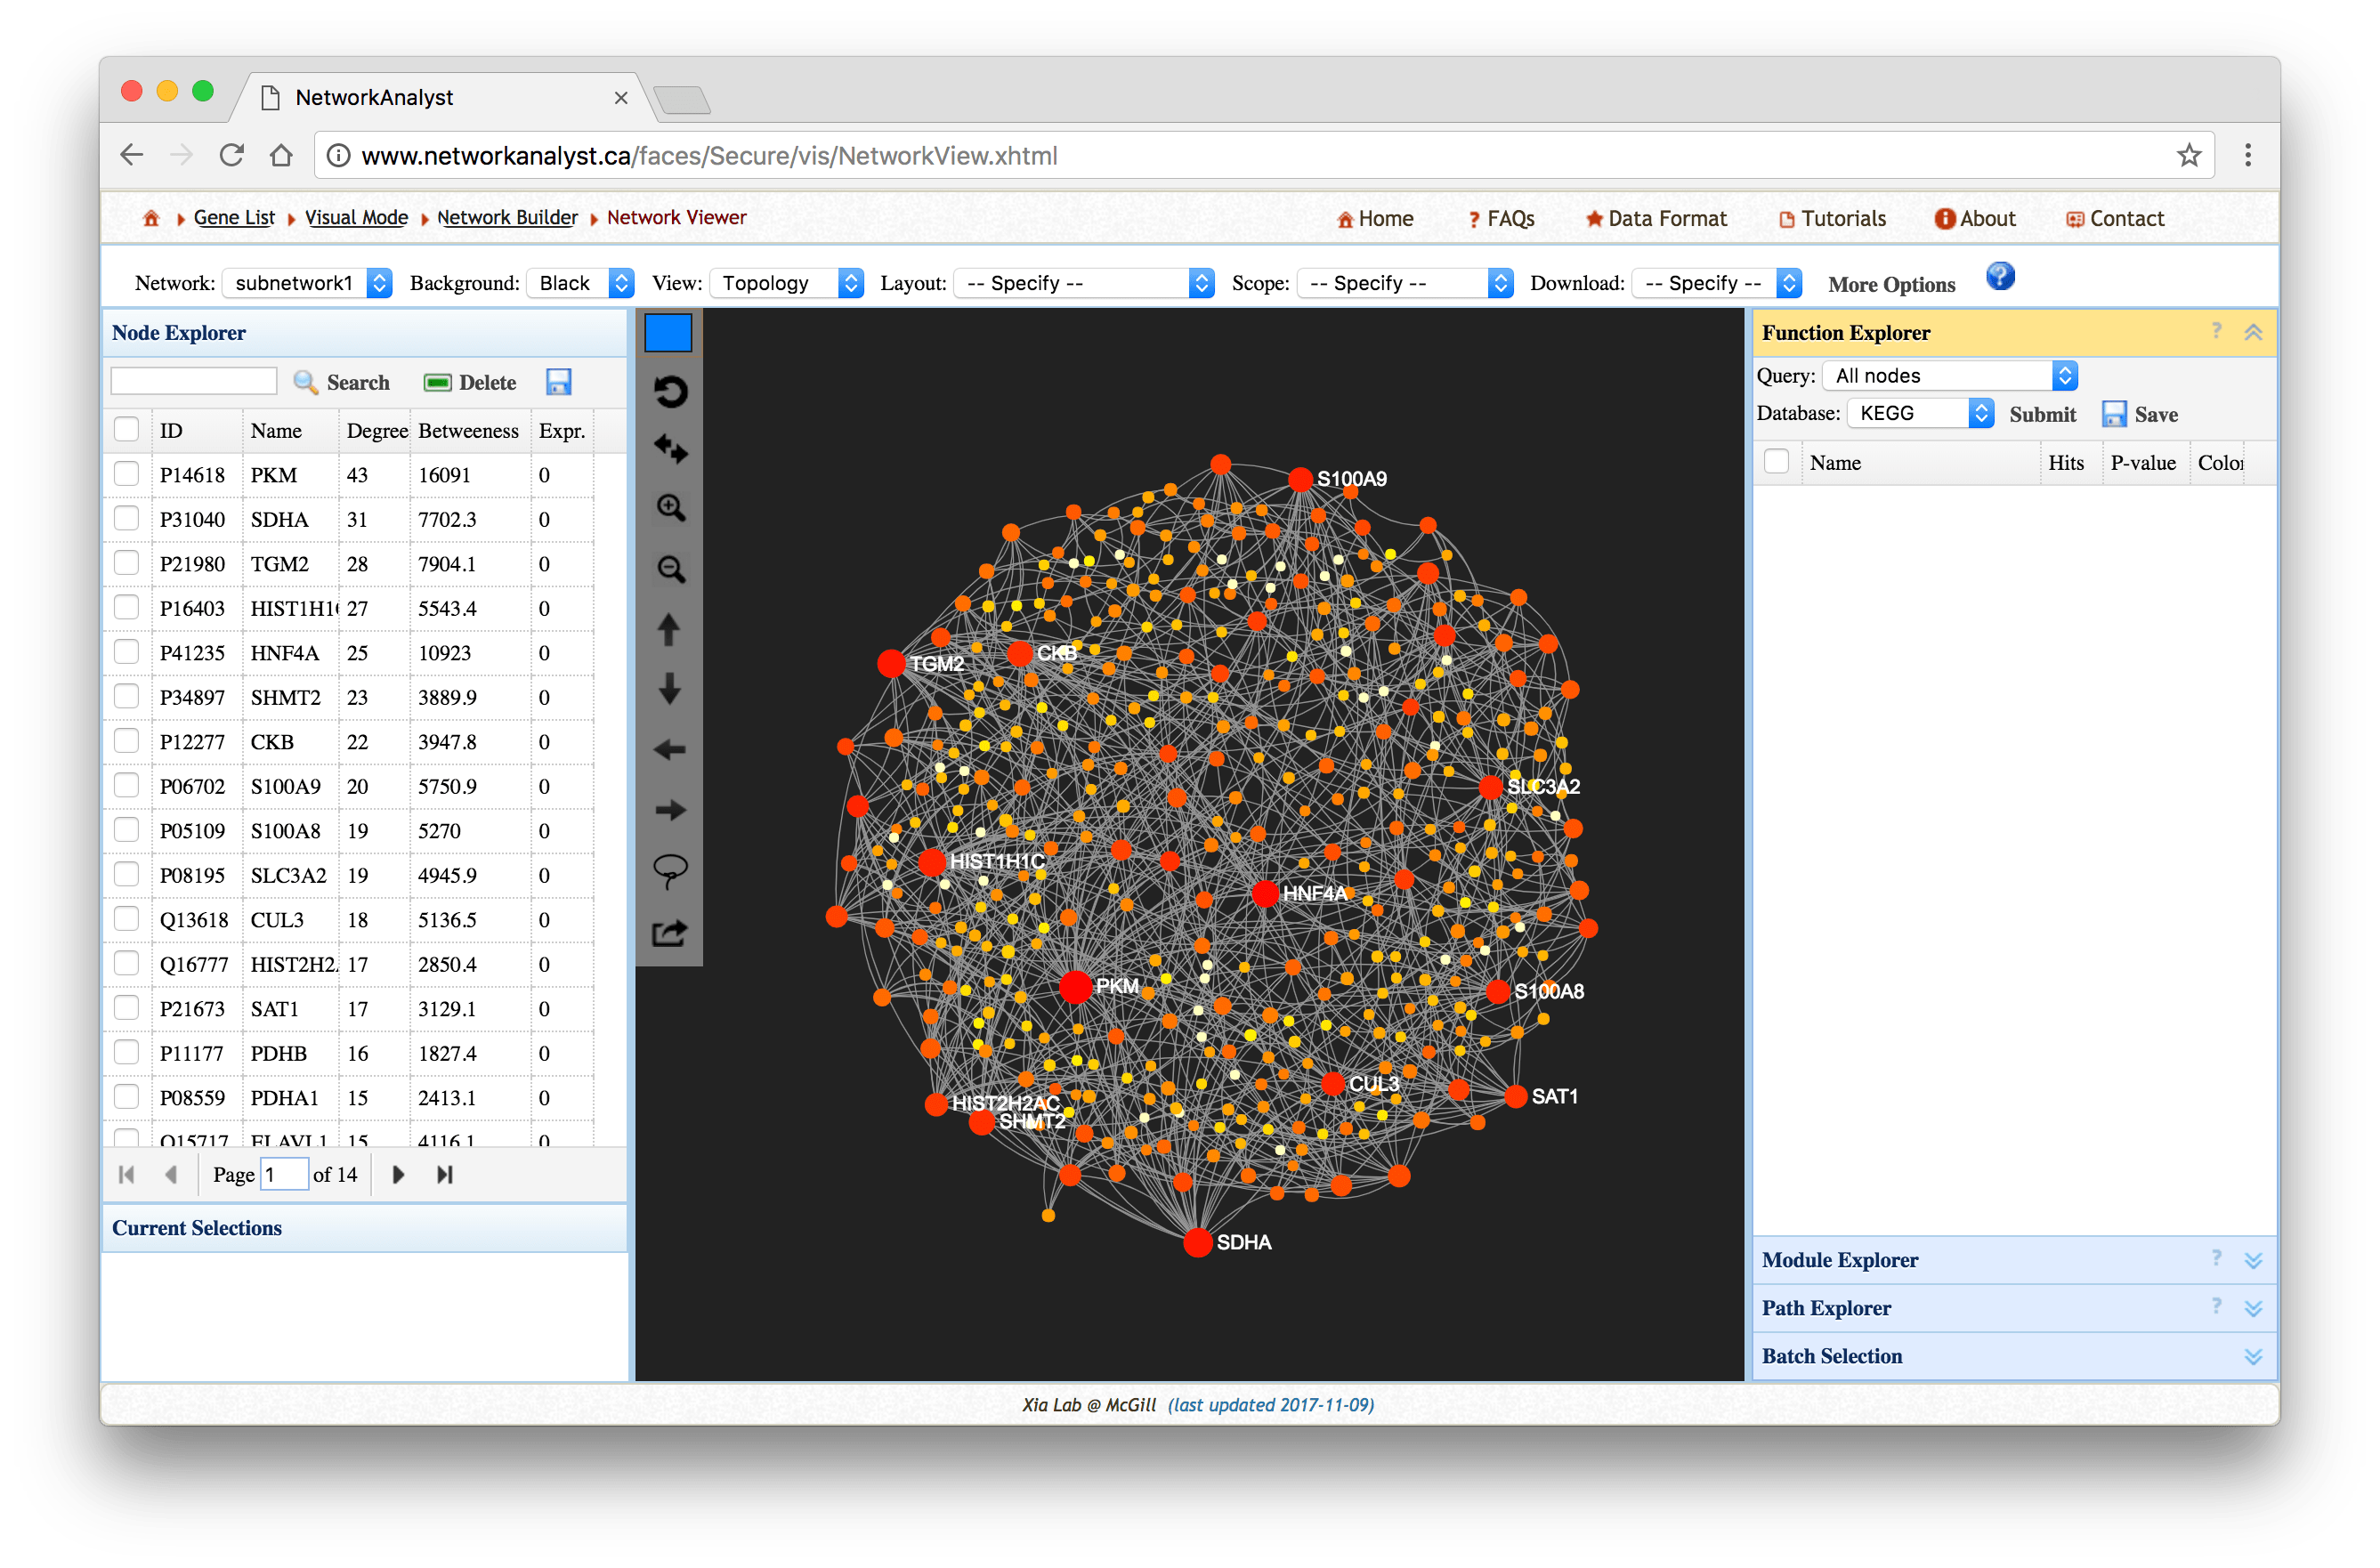 NetworkAnalyst
www.networkanalyst.ca/faces/Secure/vis/NetworkView.xhtml
Gene List Visual Mode Network Builder Network Viewer Home ? FAQs Data Format Tutorials About Contact
Network: subnetwork1 Background: Black View: Topology Layout: -- Specify -- Scope: -- Specify -- Download: -- Specify -- More Options ?
Node Explorer
Search Delete
ID Name Degree Betweeness Expr.
P14618 PKM 43 16091 0
P31040 SDHA 31 7702.3 0
P21980 TGM2 28 7904.1 0
P16403 HIST1H1 27 5543.4 0
P41235 HNF4A 25 10923 0
P34897 SHMT2 23 3889.9 0
P12277 CKB 22 3947.8 0
P06702 S100A9 20 5750.9 0
P05109 S100A8 19 5270 0
P08195 SLC3A2 19 4945.9 0
Q13618 CUL3 18 5136.5 0
Q16777 HIST2H2 17 2850.4 0
P21673 SAT1 17 3129.1 0
P11177 PDHB 16 1827.4 0
P08559 PDHA1 15 2413.1 0
Q15717 ELAVL1 15 4116.1 0
Page 1 of 14
Current Selections
S100A9
TGM2
CKB
SLC3A2
HIST1H1C
HNF4A
PKM
S100A8
CUL3
SAT1
HIST2H2AC
SHMT2
SDHA
Function Explorer ?
Query: All nodes
Database: KEGG Submit Save
Name Hits P-value Color
Module Explorer ?
Path Explorer ?
Batch Selection
Xia Lab @ McGill (last updated 2017-11-09)